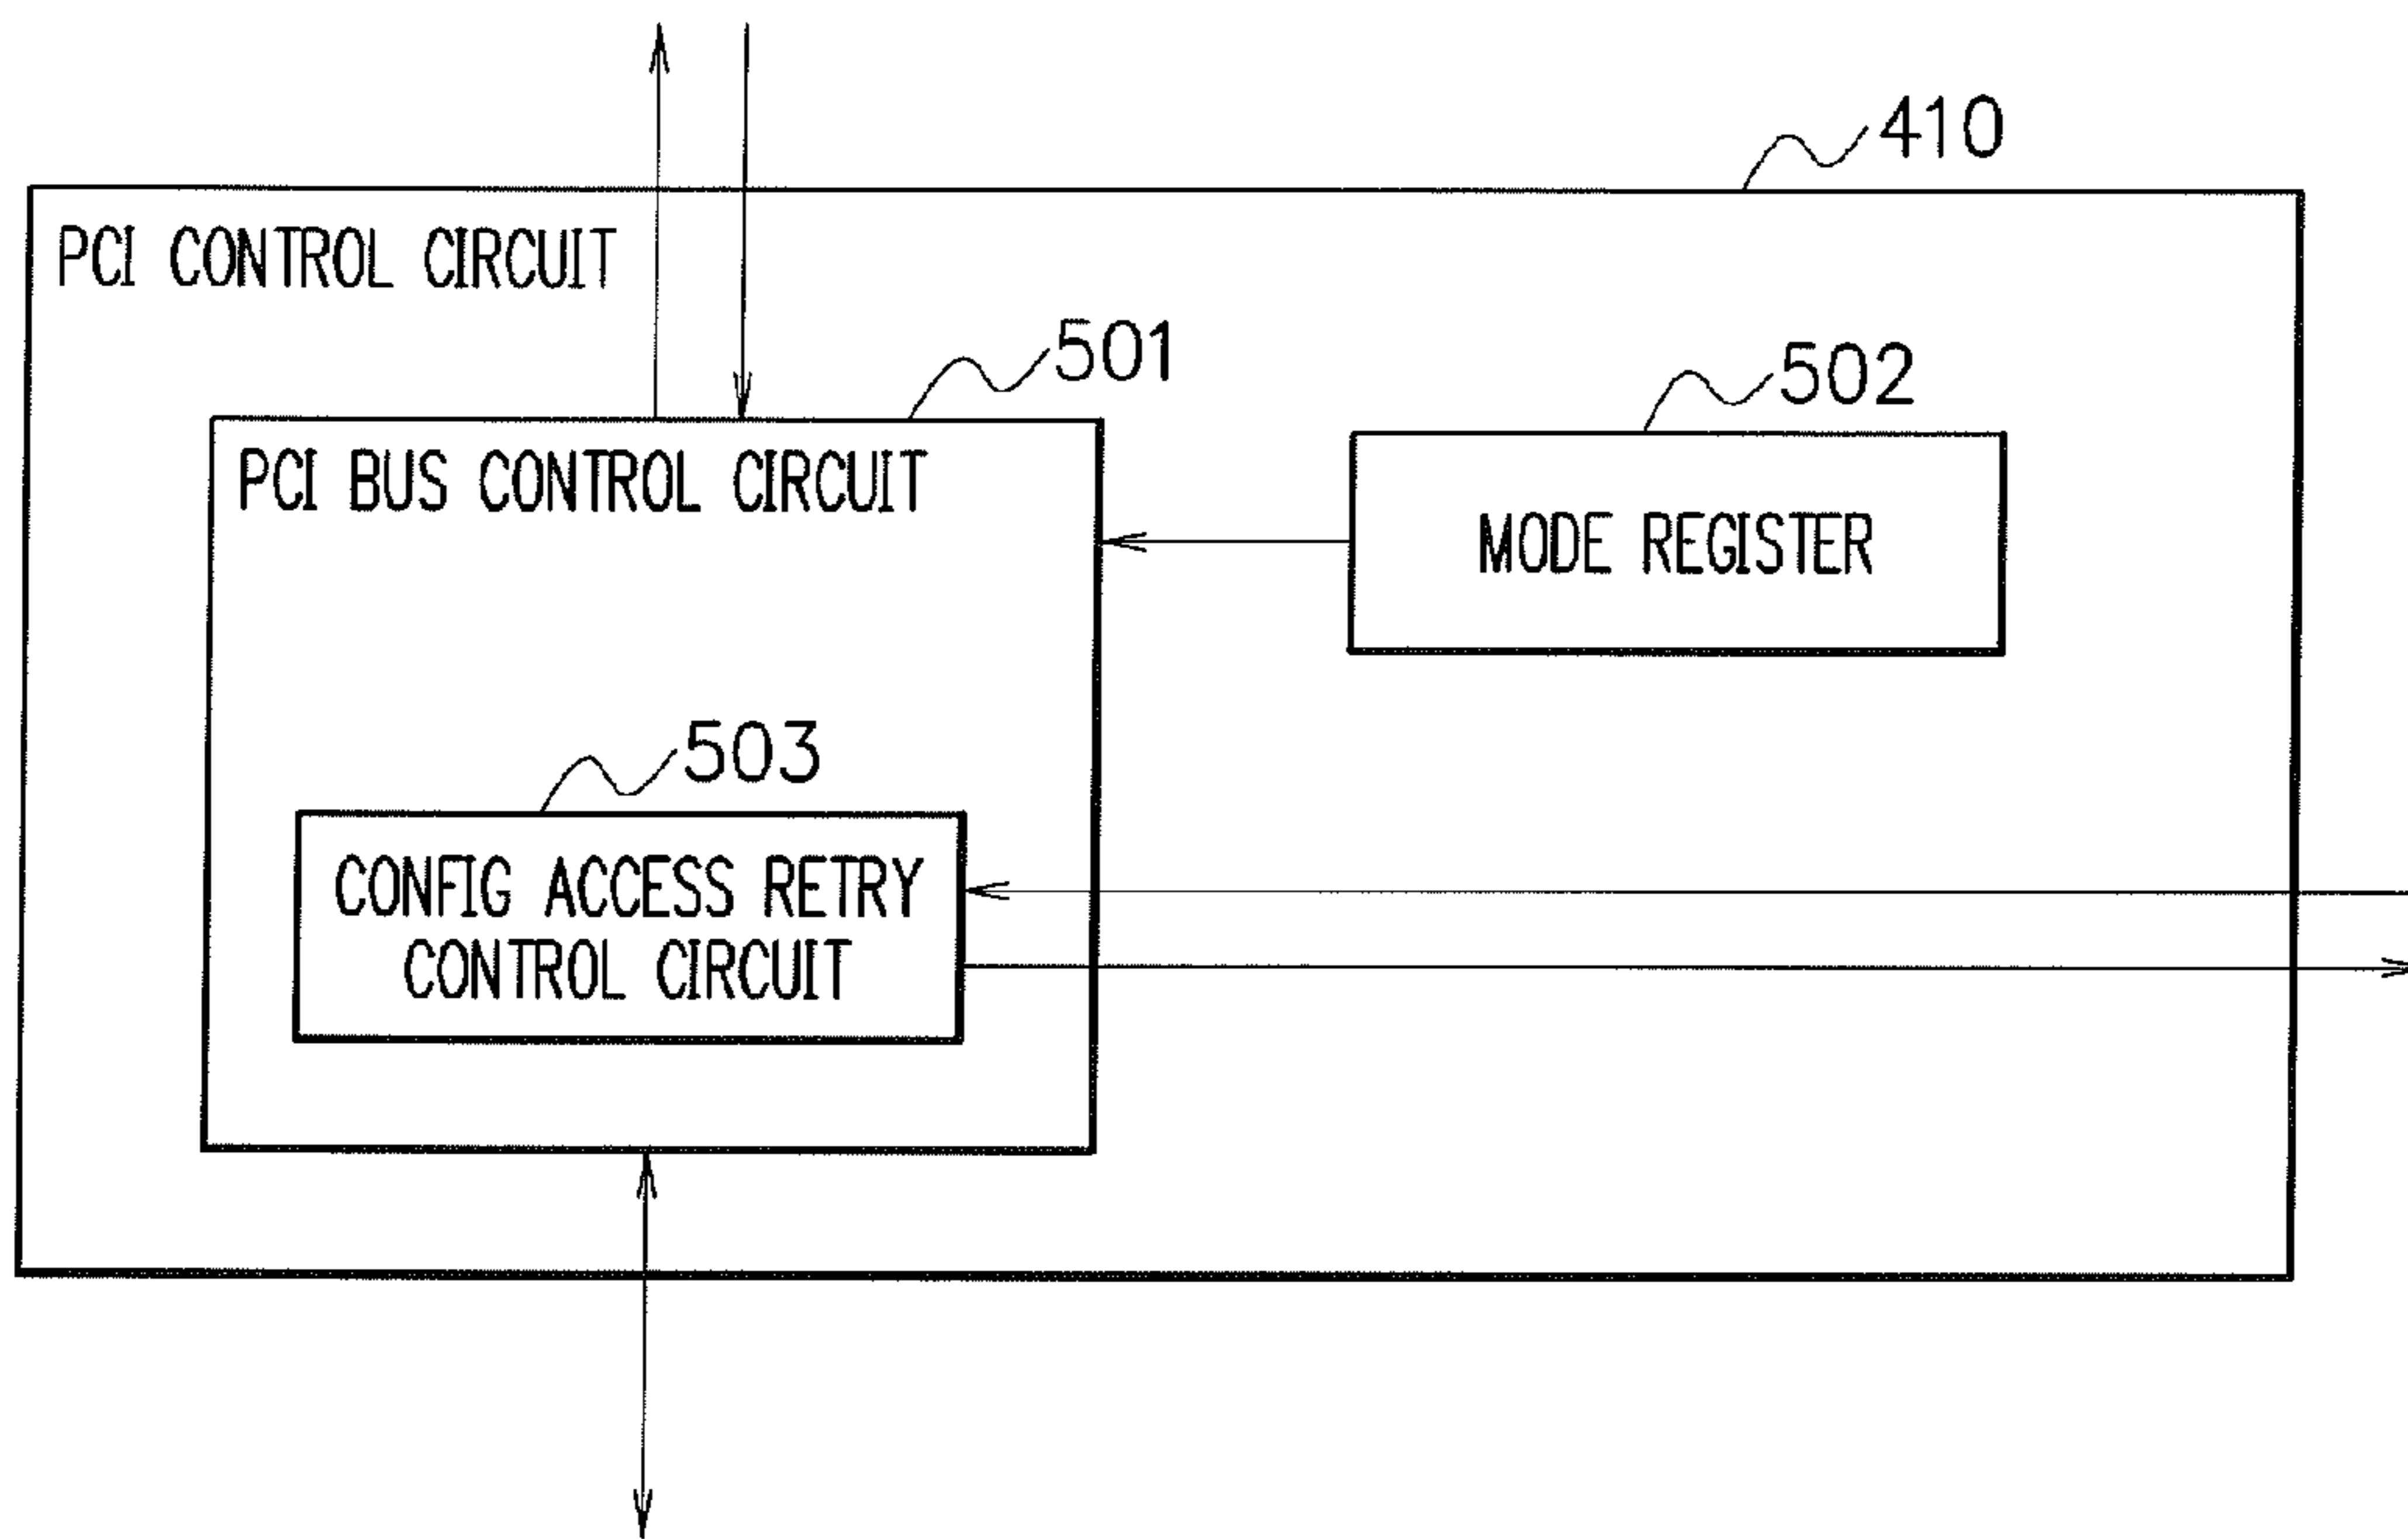 410
PCI CONTROL CIRCUIT
501
502
PCI BUS CONTROL CIRCUIT
MODE REGISTER
503
CONFIG ACCESS RETRY
CONTROL CIRCUIT